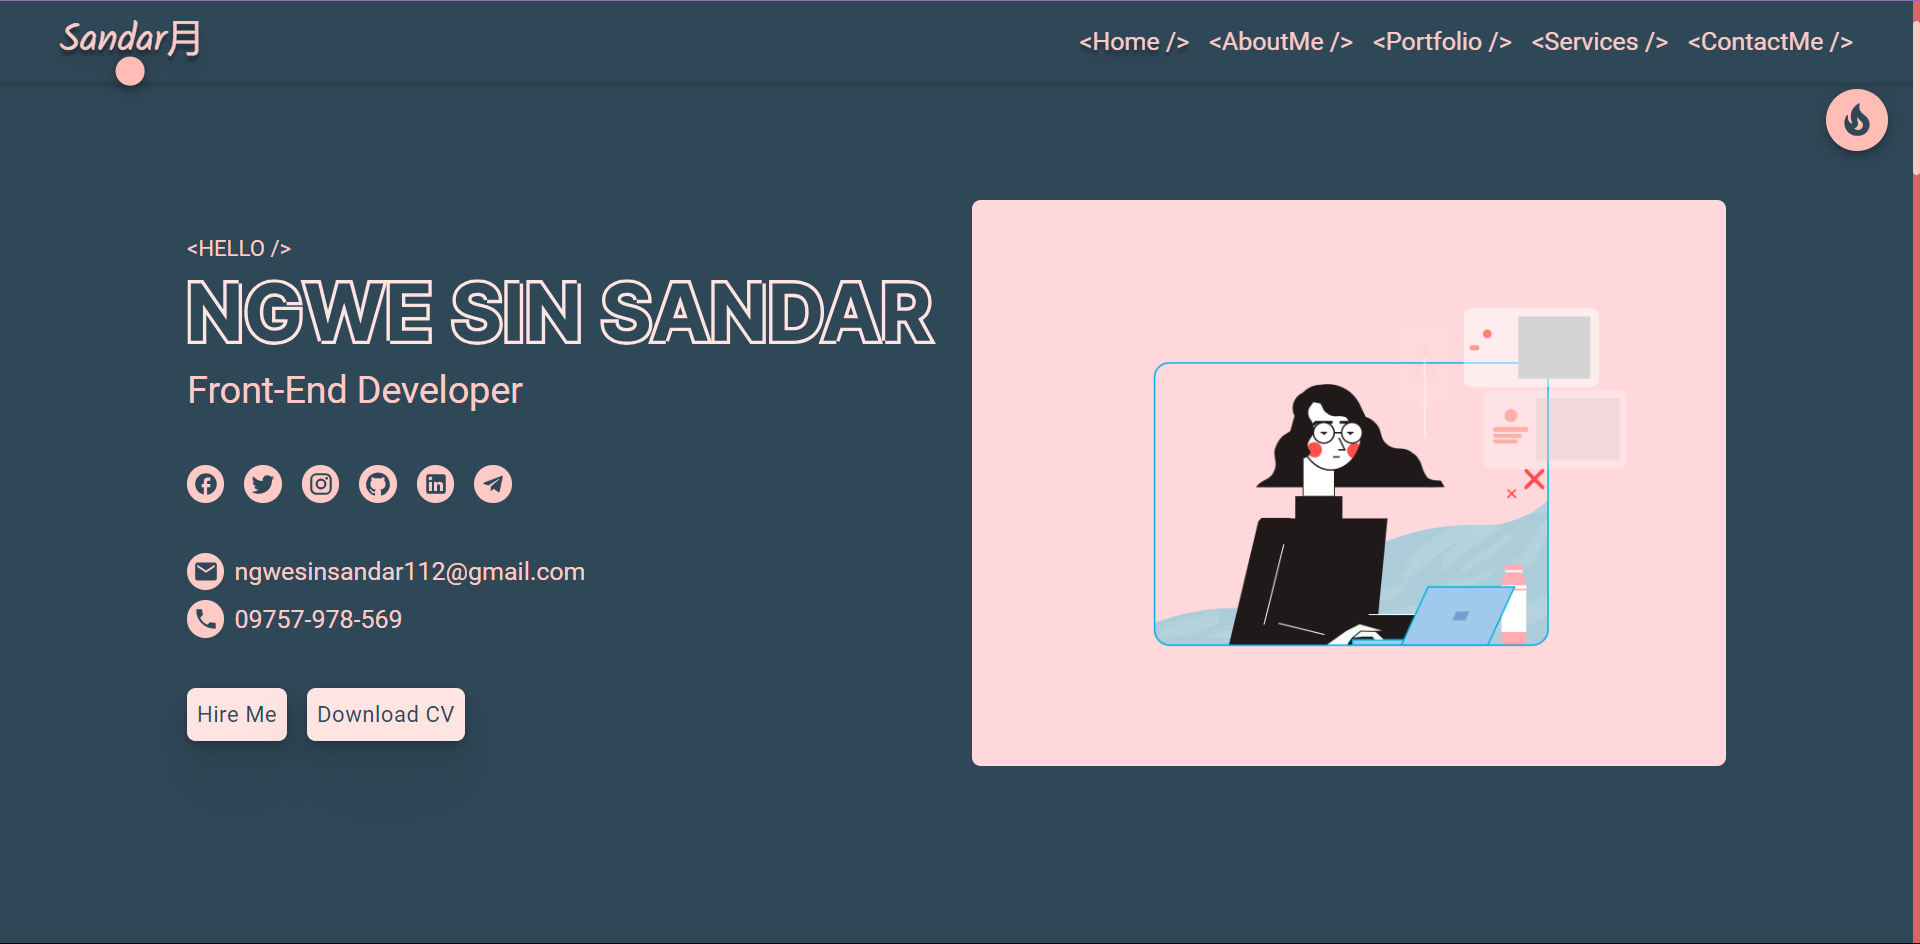 Sandar月
<Home /> <AboutMe /> <Portfolio /> <Services /> <ContactMe />
<HELLO />
NGWE SIN SANDAR
Front-End Developer
ngwesinsandar112@gmail.com
09757-978-569
Hire Me Download CV